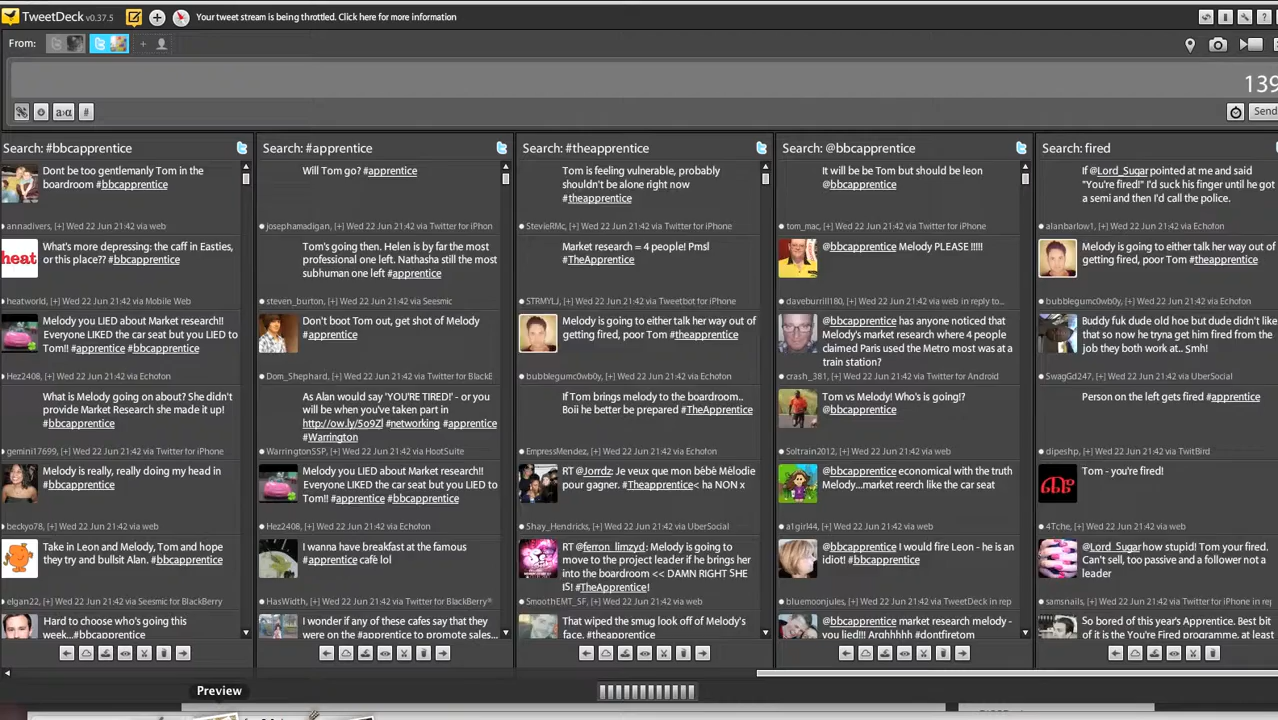 TweetDeck v0.37.5
Your tweet stream is being throttled. Click here for more information
From:
139
Send
Search: #bbcapprentice
Dont be too gentlemanly Tom in the
boardroom #bbcapprentice
annadivers, [+] Wed 22 Jun 21:42 via web
heat
What's more depressing: the caff in Easties,
or this place?? #bbcapprentice
heatworld, [+] Wed 22 Jun 21:42 via Mobile Web
Melody you LIED about Market research!!
Everyone LIKED the car seat but you LIED to
Tom!! #apprentice #bbcapprentice
Hez2408, [+] Wed 22 Jun 21:42 via Echofon
What is Melody going on about? She didn't
provide Market Research she made it up!
#bbcapprentice
gemini17699, [+] Wed 22 Jun 21:42 via Twitter for iPhone
Melody is really, really doing my head in
#bbcapprentice
beckyo78, [+] Wed 22 Jun 21:42 via web
Take in Leon and Melody, Tom and hope
they try and bullsit Alan. #bbcapprentice
elgan22, [+] Wed 22 Jun 21:42 via Seesmic for BlackBerry
Hard to choose who's going this
week...#bbcapprentice
Search: #apprentice
Will Tom go? #apprentice
josephamadigan, [+] Wed 22 Jun 21:42 via Twitter for iPhon
Tom's going then. Helen is by far the most
professional one left. Nathasha still the most
subhuman one left #apprentice
steven_burton, [+] Wed 22 Jun 21:42 via Seesmic
Don't boot Tom out, get shot of Melody
#apprentice
Dom_Shephard, [+] Wed 22 Jun 21:42 via Twitter for BlackE
As Alan would say 'YOU'RE TIRED!' - or you
will be when you've taken part in
http://ow.ly/5o9Zl #networking #apprentice
#Warrington
WarringtonSSP, [+] Wed 22 Jun 21:42 via HootSuite
Melody you LIED about Market research!!
Everyone LIKED the car seat but you LIED to
Tom!! #apprentice #bbcapprentice
Hez2408, [+] Wed 22 Jun 21:42 via Echofon
I wanna have breakfast at the famous
#apprentice cafè lol
HasWidth, [+] Wed 22 Jun 21:42 via Twitter for BlackBerry®
I wonder if any of these cafes say that they
were on the #apprentice to promote sales...
Search: #theapprentice
Tom is feeling vulnerable, probably
shouldn't be alone right now
#theapprentice
StevieRMc, [+] Wed 22 Jun 21:42 via Twitter for iPhone
Market research = 4 people! Pmsl
#TheApprentice
STRMYLJ, [+] Wed 22 Jun 21:42 via Tweetbot for iPhone
Melody is going to either talk her way out of
getting fired, poor Tom #theapprentice
bubblegumc0wb0y, [+] Wed 22 Jun 21:42 via Echofon
If Tom brings melody to the boardroom..
Boii he better be prepared #TheApprentice
EmpressMendez, [+] Wed 22 Jun 21:42 via Echofon
RT @Jordz: Je veux que mon bèbè Mèlodie
pour gagner. #Theapprentice< ha NON x
Shay_Hendricks, [+] Wed 22 Jun 21:42 via UberSocial
RT @ferron_limzyd: Melody is going to
move to the project leader if he brings her
into the boardroom << DAMN RIGHT SHE
IS! #TheApprentice!
SmoothEMT_SF, [+] Wed 22 Jun 21:42 via web
That wiped the smug look off of Melody's
face. #theapprentice
Search: @bbcapprentice
It will be be Tom but should be leon
@bbcapprentice
tom_mac, [+] Wed 22 Jun 21:42 via Twitter for iPhone
@bbcapprentice Melody PLEASE !!!!!
daveburrill180, [+] Wed 22 Jun 21:42 via web in reply to...
@bbcapprentice has anyone noticed that
Melody's market research where 4 people
claimed Paris used the Metro most was at a
train station?
crash_381, [+] Wed 22 Jun 21:42 via Twitter for Android
Tom vs Melody! Who's is going!?
@bbcapprentice
Soltrain2012, [+] Wed 22 Jun 21:42 via web
@bbcapprentice economical with the truth
Melody...market reerch like the car seat
a1girl44, [+] Wed 22 Jun 21:42 via web
@bbcapprentice I would fire Leon - he is an
idiot! #bbcapprentice
bluemoonjules, [+] Wed 22 Jun 21:42 via TweetDeck in rep
@bbcapprentice market research melody -
you lied!!! Arahhhhh #dontfiretom
Search: fired
If @Lord_Sugar pointed at me and said
"You're fired!" I'd suck his finger until he got
a semi and then I'd call the police.
alanbarlow1, [+] Wed 22 Jun 21:42 via Echofon
Melody is going to either talk her way out of
getting fired, poor Tom #theapprentice
bubblegumc0wb0y, [+] Wed 22 Jun 21:42 via Echofon
Buddy fuk dude old hoe but dude didn't like
that so now he tryna get him fired from the
job they both work at.. Smh!
SwagGd247, [+] Wed 22 Jun 21:42 via UberSocial
Person on the left gets fired #apprentice
dipeshp, [+] Wed 22 Jun 21:42 via TwitBird
Tom - you're fired!
4Tche, [+] Wed 22 Jun 21:42 via web
@Lord_Sugar how stupid! Tom your fired.
Can't sell, too passive and a follower not a
leader
samsnails, [+] Wed 22 Jun 21:42 via Twitter for iPhone in rep
So bored of this year's Apprentice. Best bit
of it is the You're Fired programme. at least
Preview